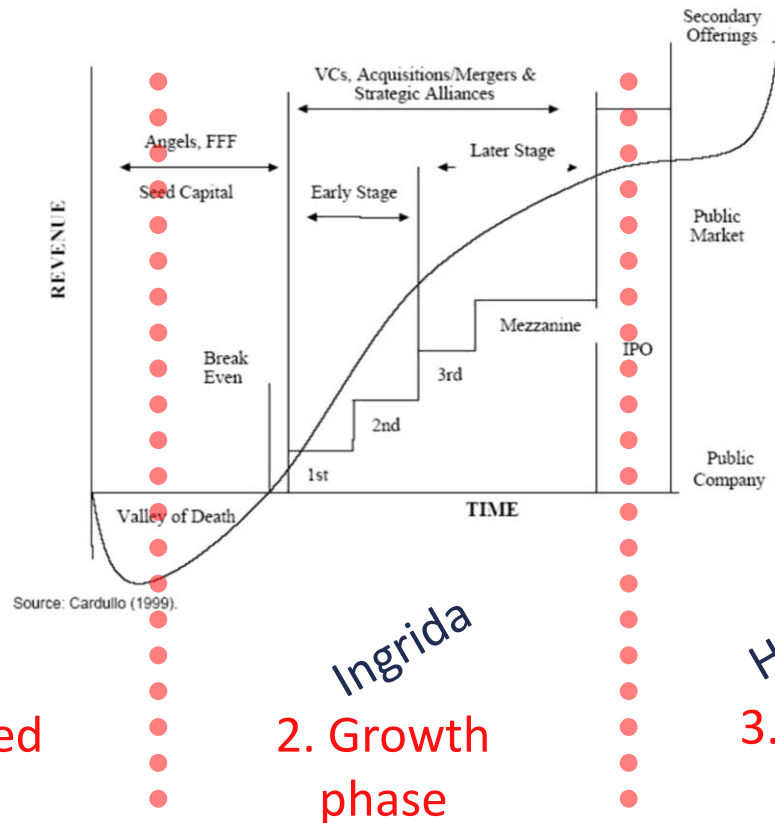 Secondary
Offerings
VCs, Acquisitions/Mergers &
Strategic Alliances
Angels, FFF
Later Stage
Seed Capital
Early Stage
REVENUE
Public
Market
Mezzanine
Break
Even
IPO
3rd
2nd
1st
Public
Company
Valley of Death
TIME
Source: Cardullo (1999).
Ingrida
H
ed
2. Growth
phase
3.